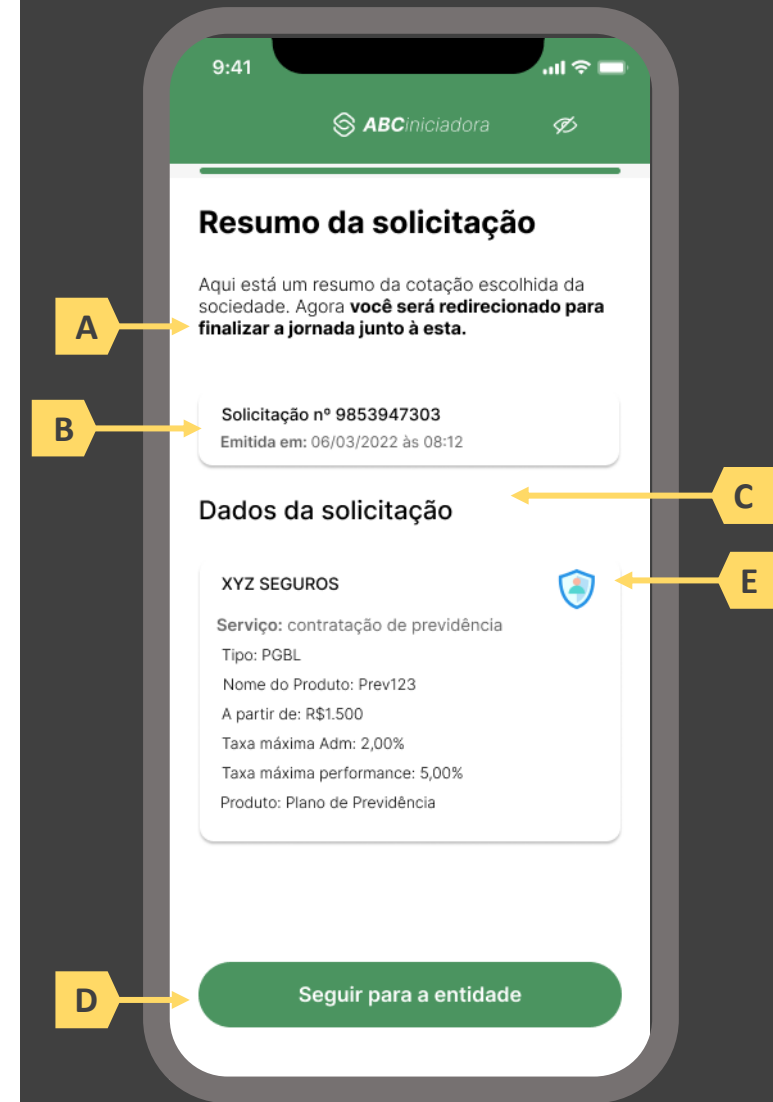 9:41
ABCiniciadora
Resumo da solicitação
Aqui está um resumo da cotação escolhida da
sociedade. Agora você será redirecionado para
finalizar a jornada junto à esta.
A
Solicitação nº 9853947303
Emitida em: 06/03/2022 às 08:12
B
C
Dados da solicitação
XYZ SEGUROS
E
Serviço: contratação de previdência
Tipo: PGBL
Nome do Produto: Prev123
A partir de: R$1.500
Taxa máxima Adm: 2,00%
Taxa máxima performance: 5,00%
Produto: Plano de Previdência
D
Seguir para a entidade